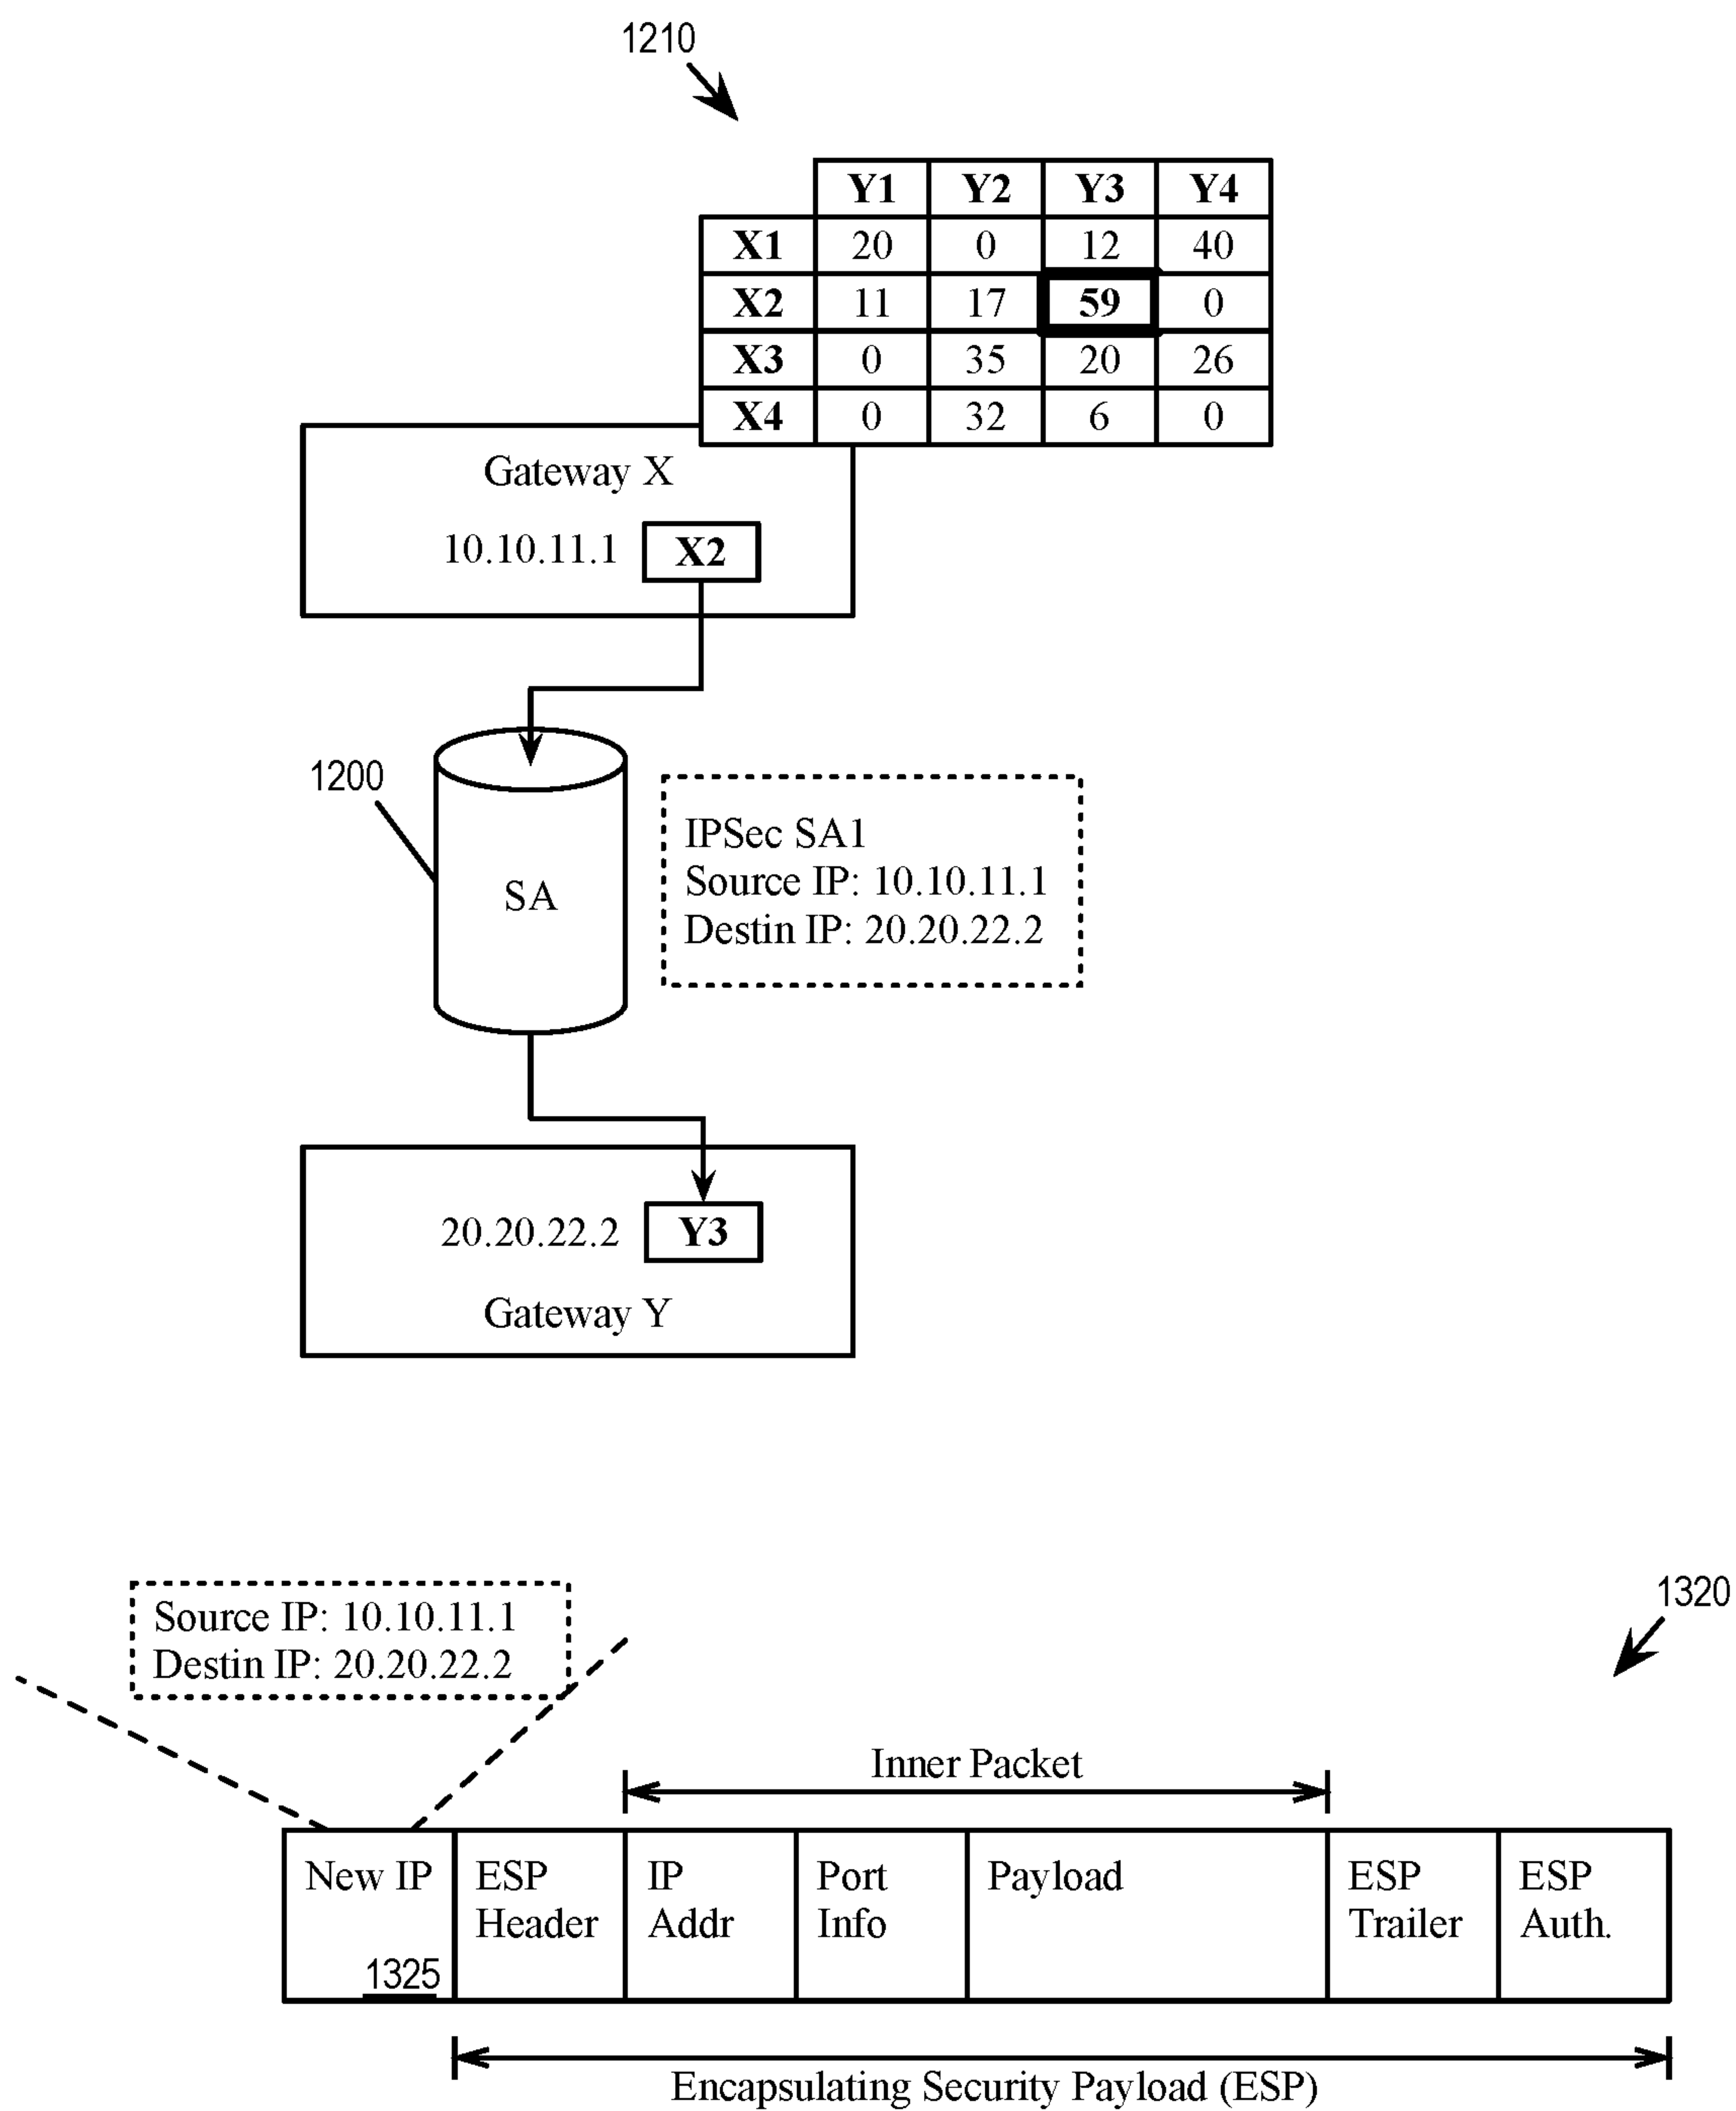 1210
Y1 Y2 Y3 Y4
X1 20 0 12 40
X2 11 17 59 0
X3 0 35 20 26
X4 0 32 6 0
Gateway X
10.10.11.1 X2
1200
SA
IPSec SA1
Source IP: 10.10.11.1
Destin IP: 20.20.22.2
20.20.22.2 Y3
Gateway Y
1320
Source IP: 10.10.11.1
Destin IP: 20.20.22.2
Inner Packet
New IP
1325
ESP
Header
IP
Addr
Port
Info
Payload
ESP
Trailer
ESP
Auth.
Encapsulating Security Payload (ESP)